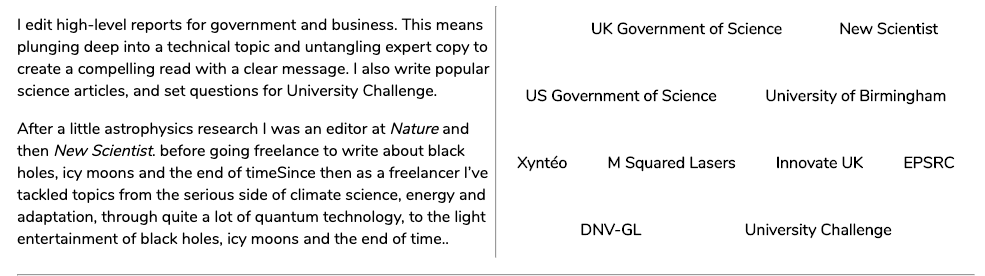 I edit high-level reports for government and business. This means
plunging deep into a technical topic and untangling expert copy to
create a compelling read with a clear message. I also write popular
science articles, and set questions for University Challenge.
After a little astrophysics research I was an editor at Nature and
then New Scientist. before going freelance to write about black
holes, icy moons and the end of timeSince then as a freelancer I've
tackled topics from the serious side of climate science, energy and
adaptation, through quite a lot of quantum technology, to the light
entertainment of black holes, icy moons and the end of time..
UK Government of Science New Scientist
US Government of Science University of Birmingham
Xyntéo M Squared Lasers Innovate UK EPSRC
DNV-GL University Challenge